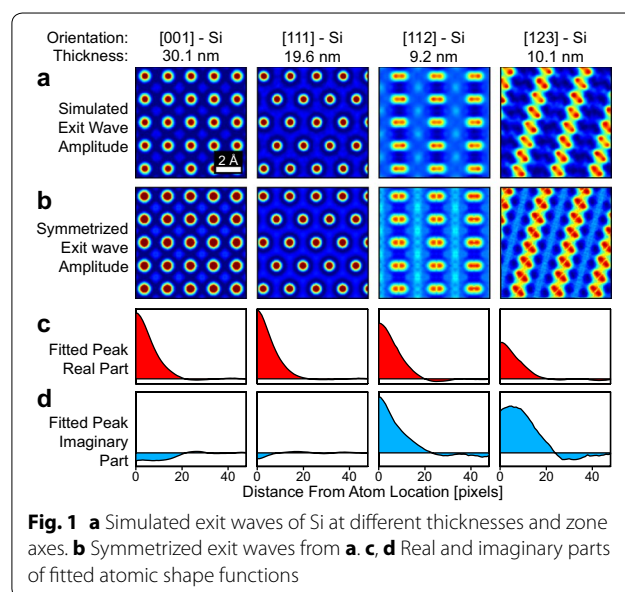 Orientation: [001] - Si [111] - Si [112] - Si [123] - Si
Thickness: 30.1 nm 19.6 nm 9.2 nm 10.1 nm
a
Simulated
Exit Wave
Amplitude
2 Å
b
Symmetrized
Exit wave
Amplitude
c
Fitted Peak
Real Part
d
Fitted Peak
Imaginary
Part
0 20 40 0 20 40 0 20 40 0 20 40
Distance From Atom Location [pixels]
Fig. 1 a Simulated exit waves of Si at different thicknesses and zone
axes. b Symmetrized exit waves from a. c, d Real and imaginary parts
of fitted atomic shape functions